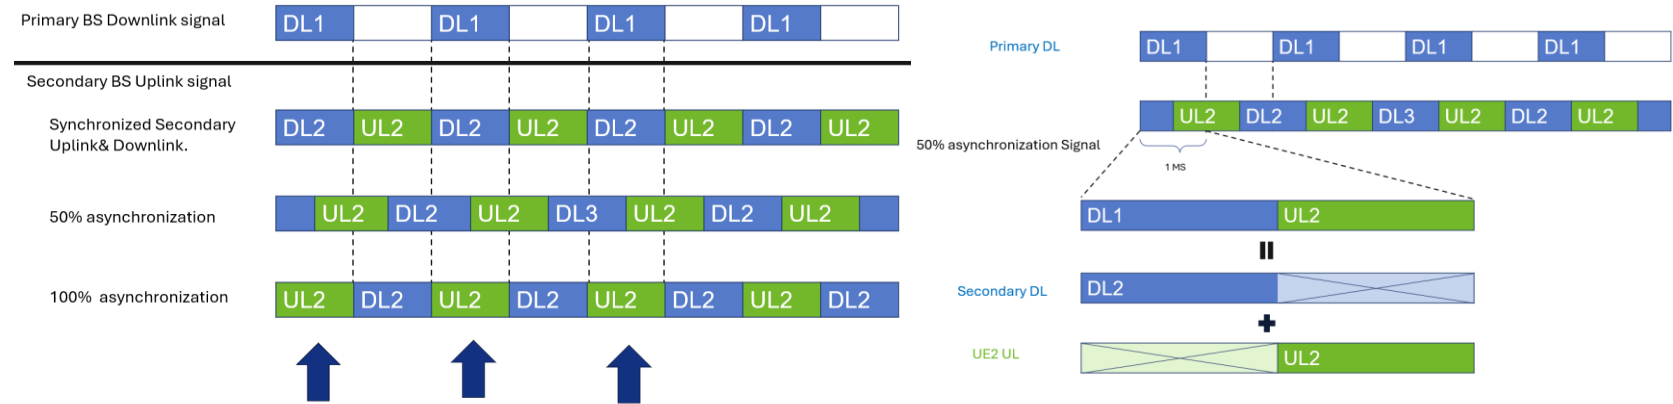 Primary BS Downlink signal
DL1 DL1 DL1 DL1
Secondary BS Uplink signal
Synchronized Secondary
Uplink& Downlink.
DL2 UL2 DL2 UL2 DL2 UL2 DL2 UL2
50% asynchronization
UL2 DL2 UL2 DL3 UL2 DL2 UL2
100% asynchronization
UL2 DL2 UL2 DL2 UL2 DL2 UL2 DL2
Primary DL
DL1 DL1 DL1 DL1
UL2 DL2 UL2 DL3 UL2 DL2 UL2
50% asynchronization Signal
1 MS
DL1 UL2
Secondary DL
DL2
UE2 UL
UL2